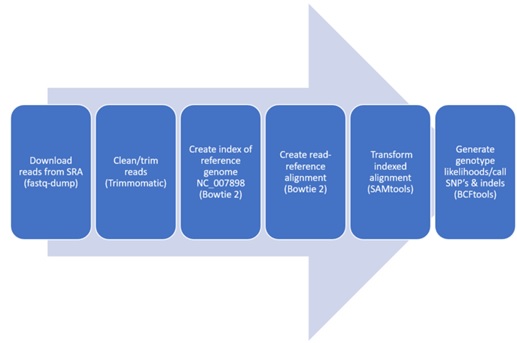 Download
reads from SRA
(fastq-dump)
Clean/trim
reads
(Trimmomatic)
Create index of
reference
genome
NC_007898
(Bowtie 2)
Create read-
reference
alignment
(Bowtie 2)
Transform
indexed
alignment
(SAMtools)
Generate
genotype
likelihoods/call
SNP's & indels
(BCFtools)